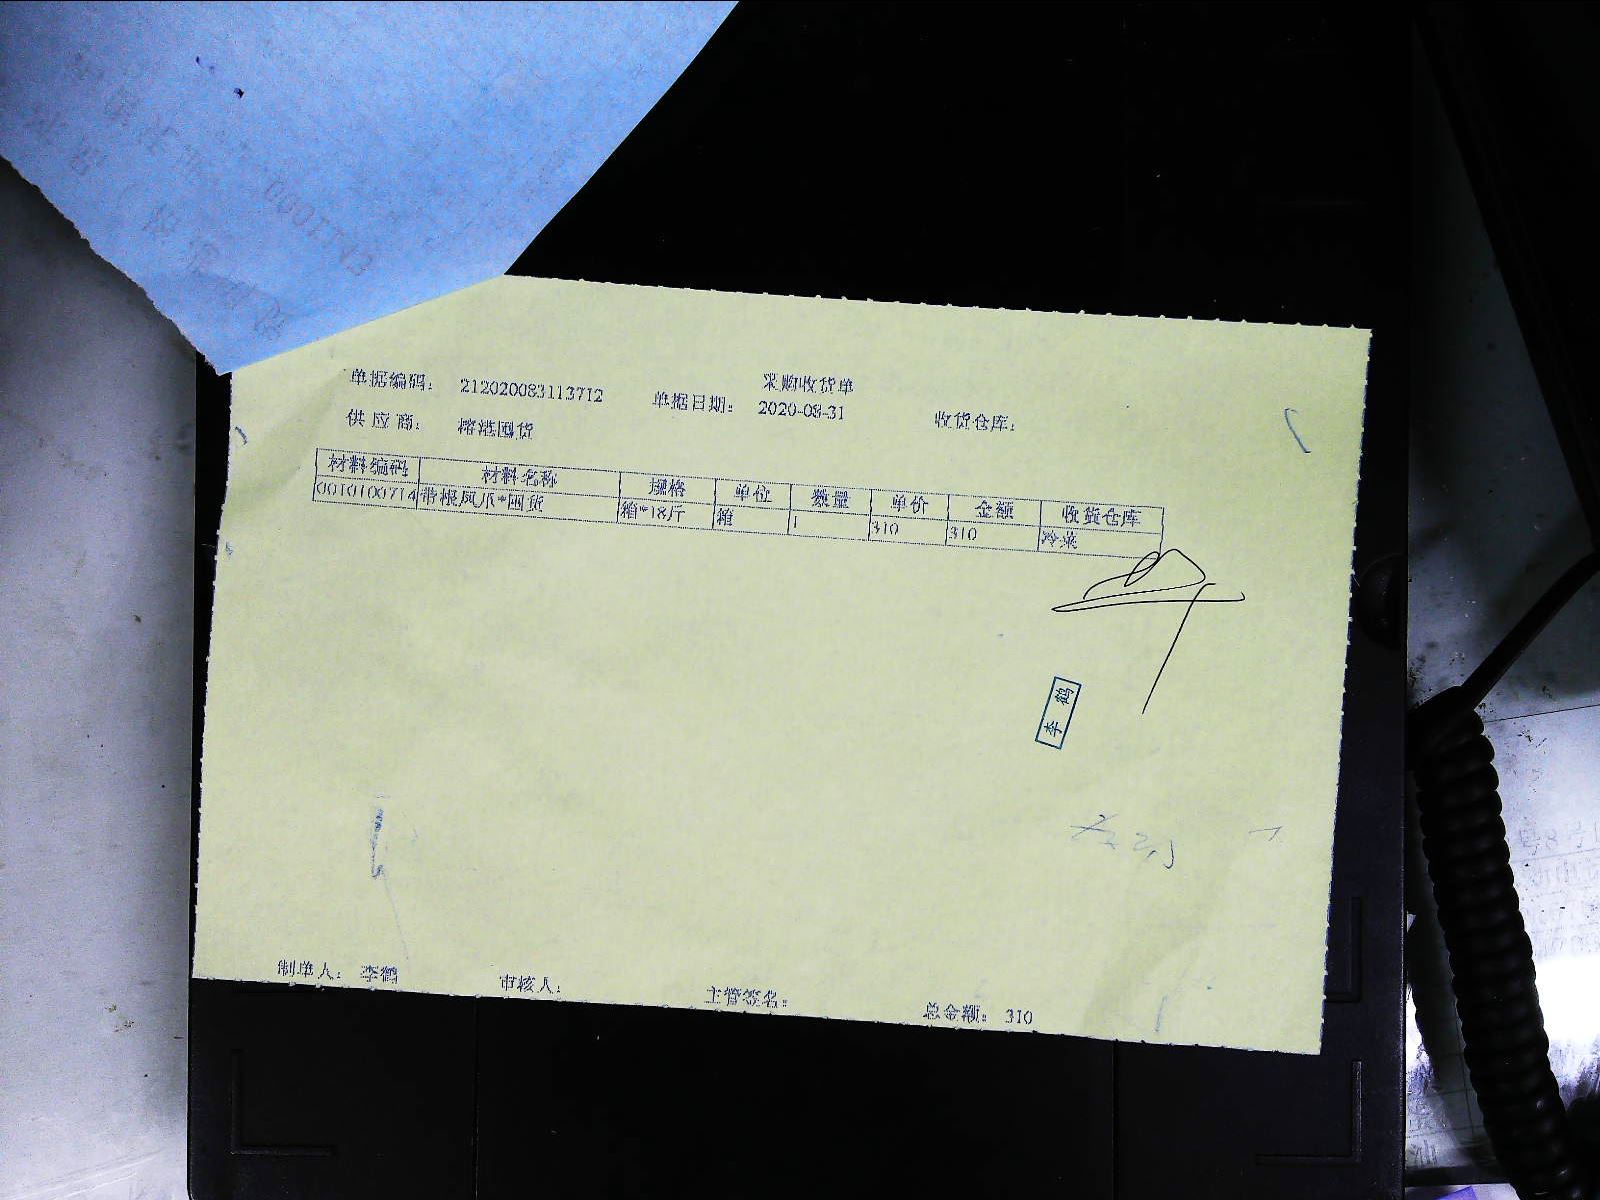 采购收货单
单据编码： 212020083113712 单据日期： 2020-08-31 收货仓库：
供应商： 榕港国货
材料编码 材料名称 规格 单位 数量 单价 金额 收货仓库
0010100714 带根凤爪*国货 箱*18斤 箱 1 310 310 冷菜
李鹤
制单人： 李鹤 审核人： 主管签名： 总金额： 310